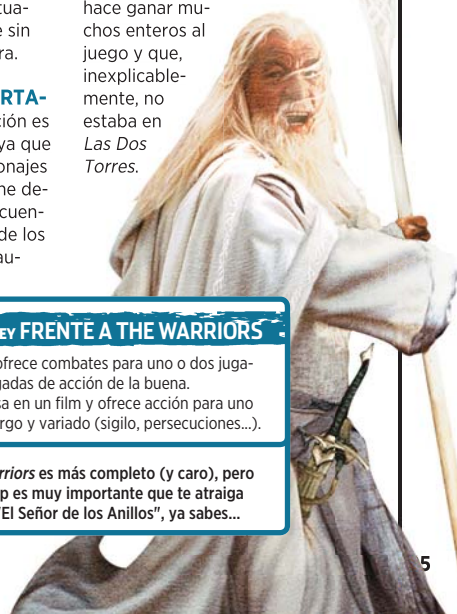 tua-
e sin
ra.
RTA-
ción es
ya que
onajes
ne de-
cuen-
de los
au-
hace ganar mu-
chos enteros al
juego y que,
inexplicable-
mente, no
estaba en
Las Dos
Torres.
EY FRENTE A THE WARRIORS
ofrece combates para uno o dos juga-
gadas de acción de la buena.
sa en un film y ofrece acción para uno
rgo y variado (sigilo, persecuciones...).
rriors es más completo (y caro), pero
p es muy importante que te atraiga
"El Señor de los Anillos", ya sabes...
5